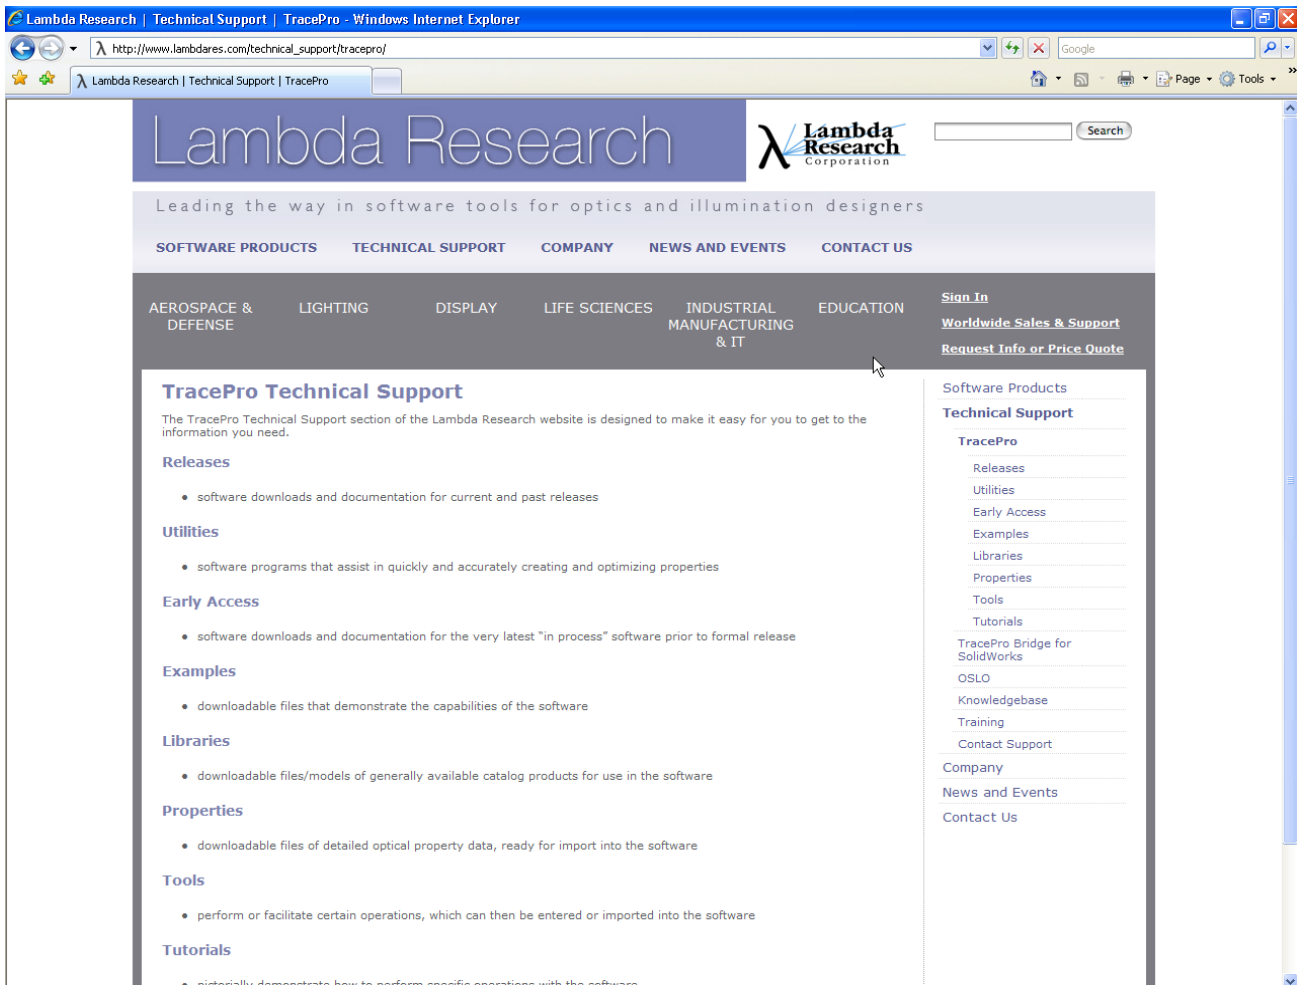 Lambda Research | Technical Support | TracePro - Windows Internet Explorer
http://www.lambdares.com/technical_support/tracepro/
Google
Lambda Research | Technical Support | TracePro
Page
Tools
Lambda Research
Lambda
Research
Corporation
Search
Leading the way in software tools for optics and illumination designers
SOFTWARE PRODUCTS TECHNICAL SUPPORT COMPANY NEWS AND EVENTS CONTACT US
AEROSPACE &
DEFENSE
LIGHTING
DISPLAY
LIFE SCIENCES
INDUSTRIAL
MANUFACTURING
& IT
EDUCATION
Sign In
Worldwide Sales & Support
Request Info or Price Quote
TracePro Technical Support
The TracePro Technical Support section of the Lambda Research website is designed to make it easy for you to get to the
information you need.
Releases
• software downloads and documentation for current and past releases
Utilities
• software programs that assist in quickly and accurately creating and optimizing properties
Early Access
• software downloads and documentation for the very latest “in process” software prior to formal release
Examples
• downloadable files that demonstrate the capabilities of the software
Libraries
• downloadable files/models of generally available catalog products for use in the software
Properties
• downloadable files of detailed optical property data, ready for import into the software
Tools
• perform or facilitate certain operations, which can then be entered or imported into the software
Tutorials
• pictorially demonstrate how to perform specific operations with the software
Software Products
Technical Support
TracePro
Releases
Utilities
Early Access
Examples
Libraries
Properties
Tools
Tutorials
TracePro Bridge for
SolidWorks
OSLO
Knowledgebase
Training
Contact Support
Company
News and Events
Contact Us